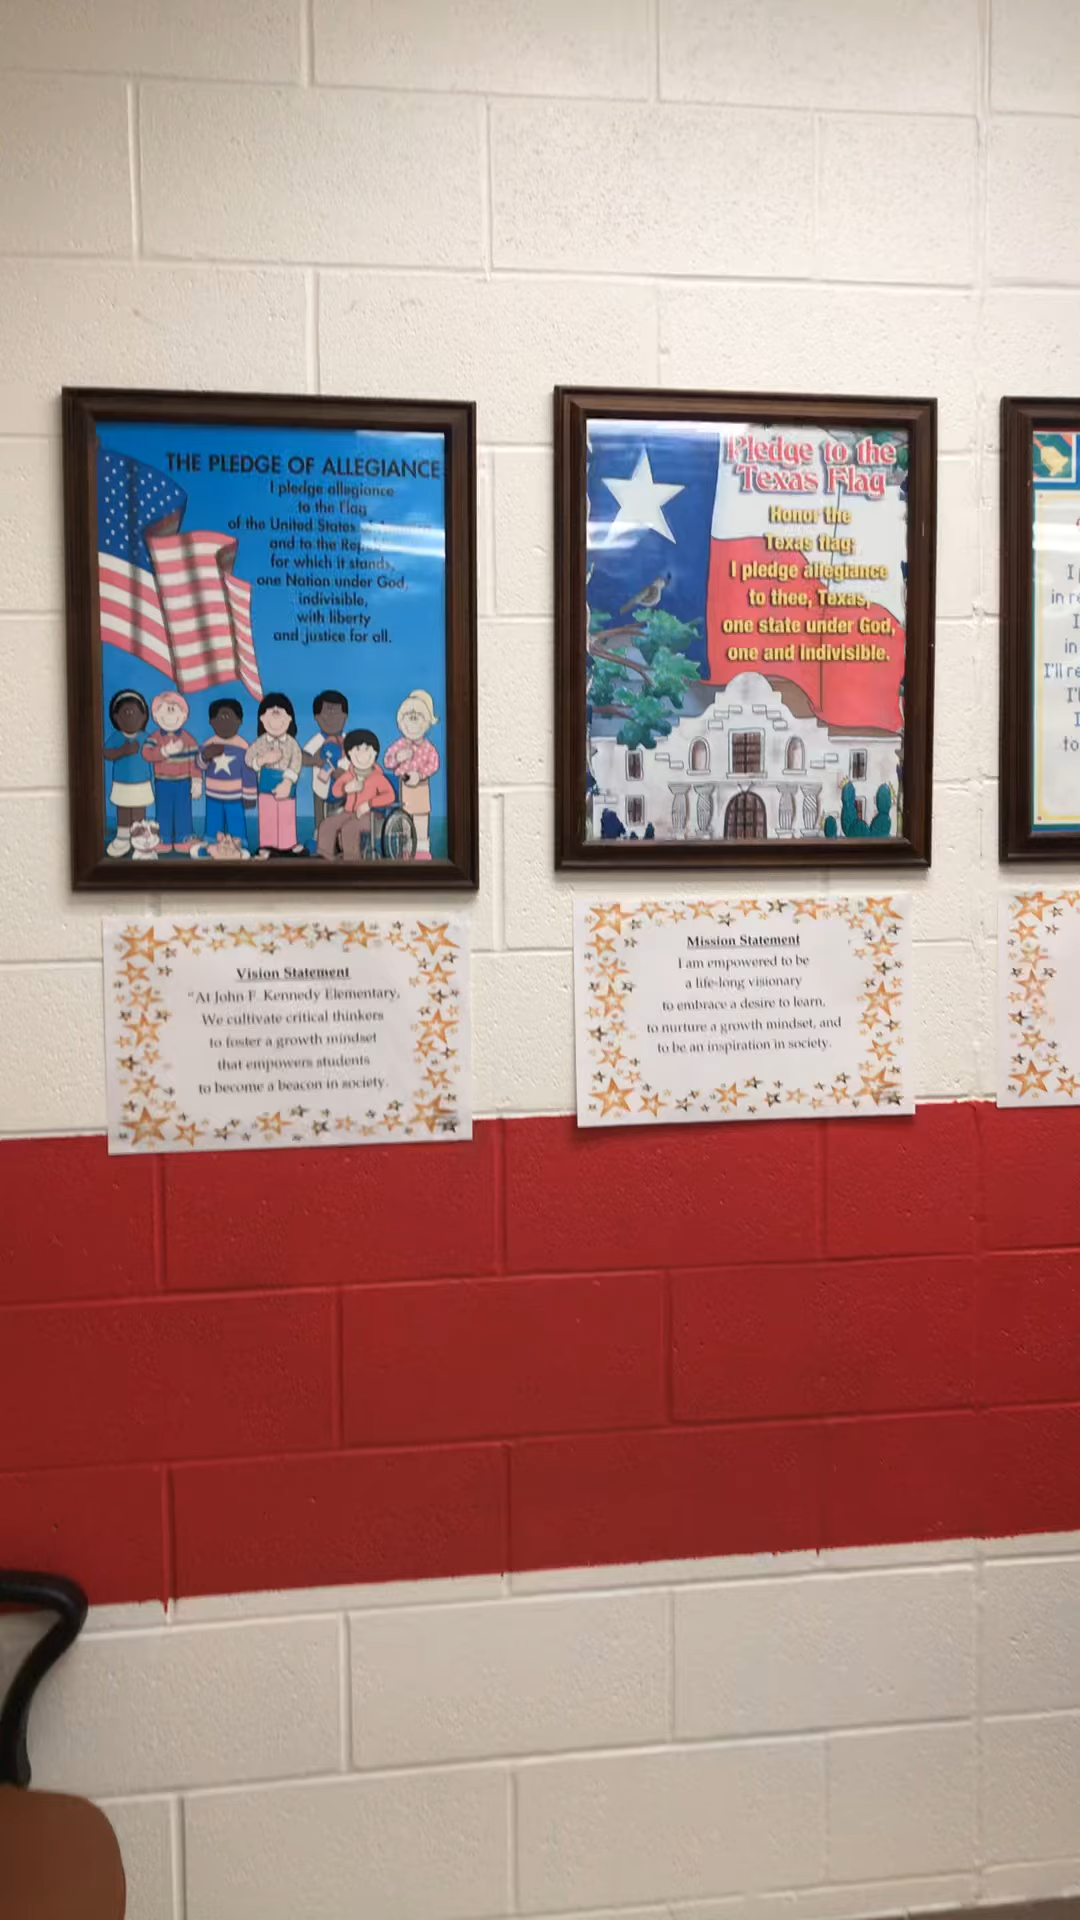 THE PLEDGE OF ALLEGIANCE
I pledge allegiance
to the Flag
of the United States
and to the
for which it stands,
one Nation under God,
indivisible,
with liberty
and justice for all.
Pledge to the
Texas Flag
Honor the
Texas flag;
I pledge allegiance
to thee, Texas,
one state under God,
one and indivisible.
I
in
I
in
I'll
I
to
Vision Statement
"At John F. Kennedy Elementary,
We cultivate critical thinkers
to foster a growth mindset
that empowers students
to become a beacon in society.
Mission Statement
I am empowered to be
a life-long visionary
to embrace a desire to learn,
to nurture a growth mindset, and
to be an inspiration in society.